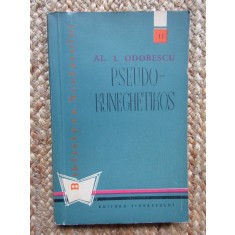 AL. I. ODOBESCU
PSEUDO-
KYNEGHETIKOS
B
EDITURA TINERETULUI